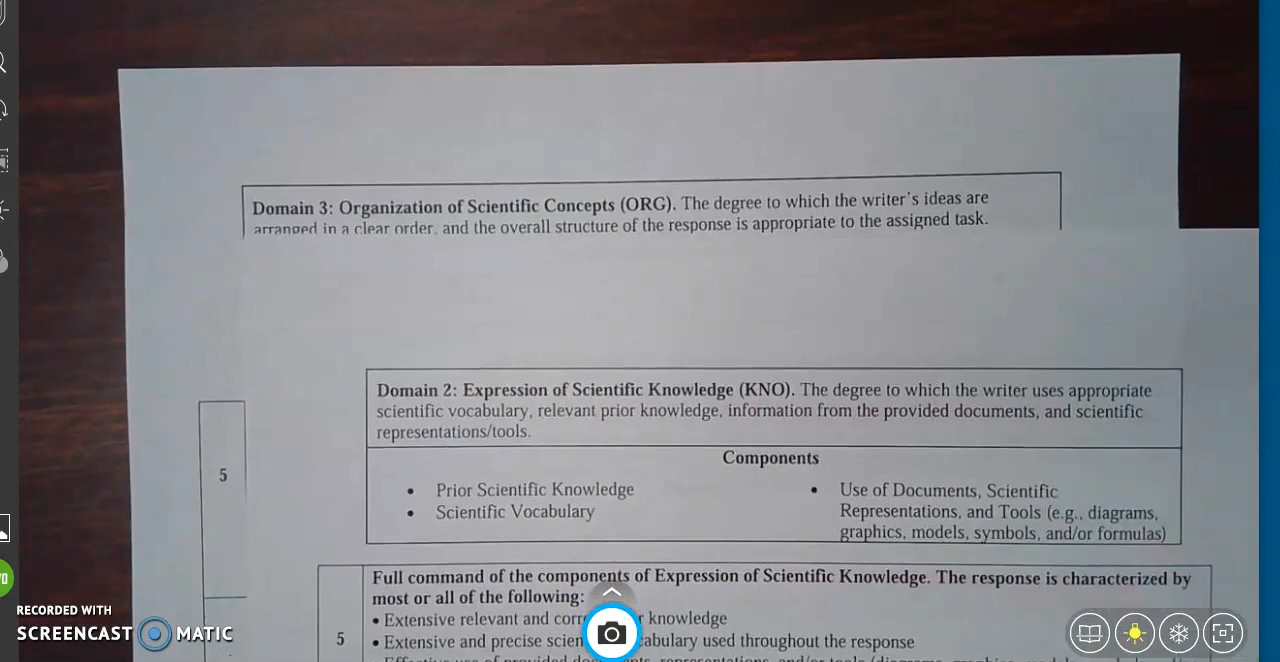 Domain 3: Organization of Scientific Concepts (ORG). The degree to which the writer's ideas are
arranged in a clear order, and the overall structure of the response is appropriate to the assigned task.
Domain 2: Expression of Scientific Knowledge (KNO). The degree to which the writer uses appropriate
scientific vocabulary, relevant prior knowledge, information from the provided documents, and scientific
representations/tools.
Components
• Prior Scientific Knowledge
• Scientific Vocabulary
• Use of Documents, Scientific
Representations, and Tools (e.g., diagrams,
graphics, models, symbols, and/or formulas)
5
Full command of the components of Expression of Scientific Knowledge. The response is characterized by
most or all of the following:
• Extensive relevant and knowledge
5
• Extensive and precise used throughout the response
RECORDED WITH
SCREENCAST MATIC